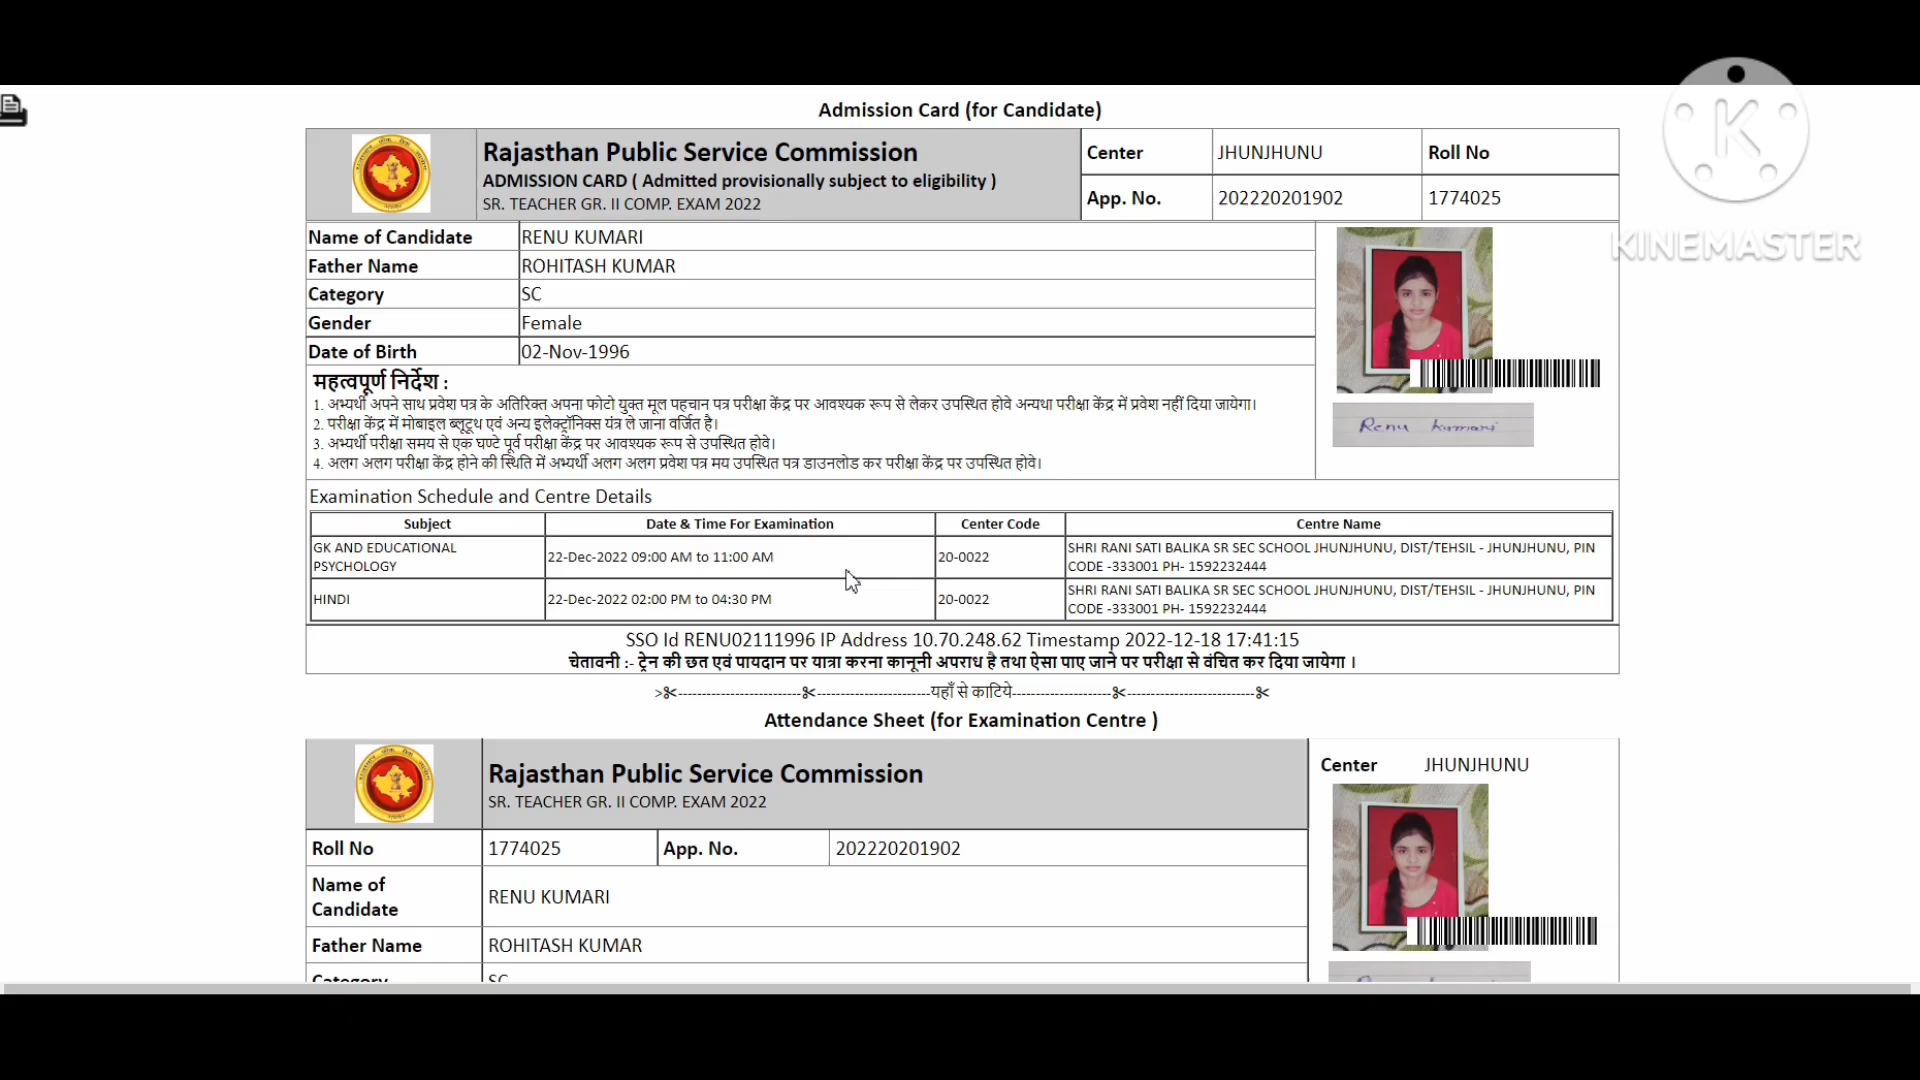 Admission Card (for Candidate)
Rajasthan Public Service Commission
ADMISSION CARD ( Admitted provisionally subject to eligibility )
SR. TEACHER GR. II COMP. EXAM 2022
Center JHUNJHUNU Roll No
App. No. 202220201902 1774025
KINEMASTER
Name of Candidate RENU KUMARI
Father Name ROHITASH KUMAR
Category SC
Gender Female
Date of Birth 02-Nov-1996
Renu Kumari
महत्वपूर्ण निर्देश :
1. अभ्यर्थी अपने साथ प्रवेश पत्र के अतिरिक्त अपना फोटो युक्त मूल पहचान पत्र परीक्षा केंद्र पर आवश्यक रूप से लेकर उपस्थित होवे अन्यथा परीक्षा केंद्र में प्रवेश नहीं दिया जायेगा।
2. परीक्षा केंद्र में मोबाइल ब्लूटूथ एवं अन्य इलेक्ट्रॉनिक्स यंत्र ले जाना वर्जित है।
3. अभ्यर्थी परीक्षा समय से एक घण्टे पूर्व परीक्षा केंद्र पर आवश्यक रूप से उपस्थित होवे।
4. अलग अलग परीक्षा केंद्र होने की स्थिति में अभ्यर्थी अलग अलग प्रवेश पत्र मय उपस्थित पत्र डाउनलोड कर परीक्षा केंद्र पर उपस्थित होवे।
Examination Schedule and Centre Details
Subject Date & Time For Examination Center Code Centre Name
GK AND EDUCATIONAL
PSYCHOLOGY
22-Dec-2022 09:00 AM to 11:00 AM 20-0022
SHRI RANI SATI BALIKA SR SEC SCHOOL JHUNJHUNU, DIST/TEHSIL - JHUNJHUNU, PIN
CODE -333001 PH- 1592232444
HINDI 22-Dec-2022 02:00 PM to 04:30 PM 20-0022
SHRI RANI SATI BALIKA SR SEC SCHOOL JHUNJHUNU, DIST/TEHSIL - JHUNJHUNU, PIN
CODE -333001 PH- 1592232444
SSO Id RENU02111996 IP Address 10.70.248.62 Timestamp 2022-12-18 17:41:15
चेतावनी :- ट्रेन की छत एवं पायदान पर यात्रा करना कानूनी अपराध है तथा ऐसा पाए जाने पर परीक्षा से वंचित कर दिया जायेगा ।
>✂--------------------------✂------------------------यहाँ से काटिये---------------------✂---------------------------✂
Attendance Sheet (for Examination Centre )
Rajasthan Public Service Commission
SR. TEACHER GR. II COMP. EXAM 2022
Center JHUNJHUNU
Roll No 1774025 App. No. 202220201902
Name of
Candidate
RENU KUMARI
Father Name ROHITASH KUMAR
Category SC